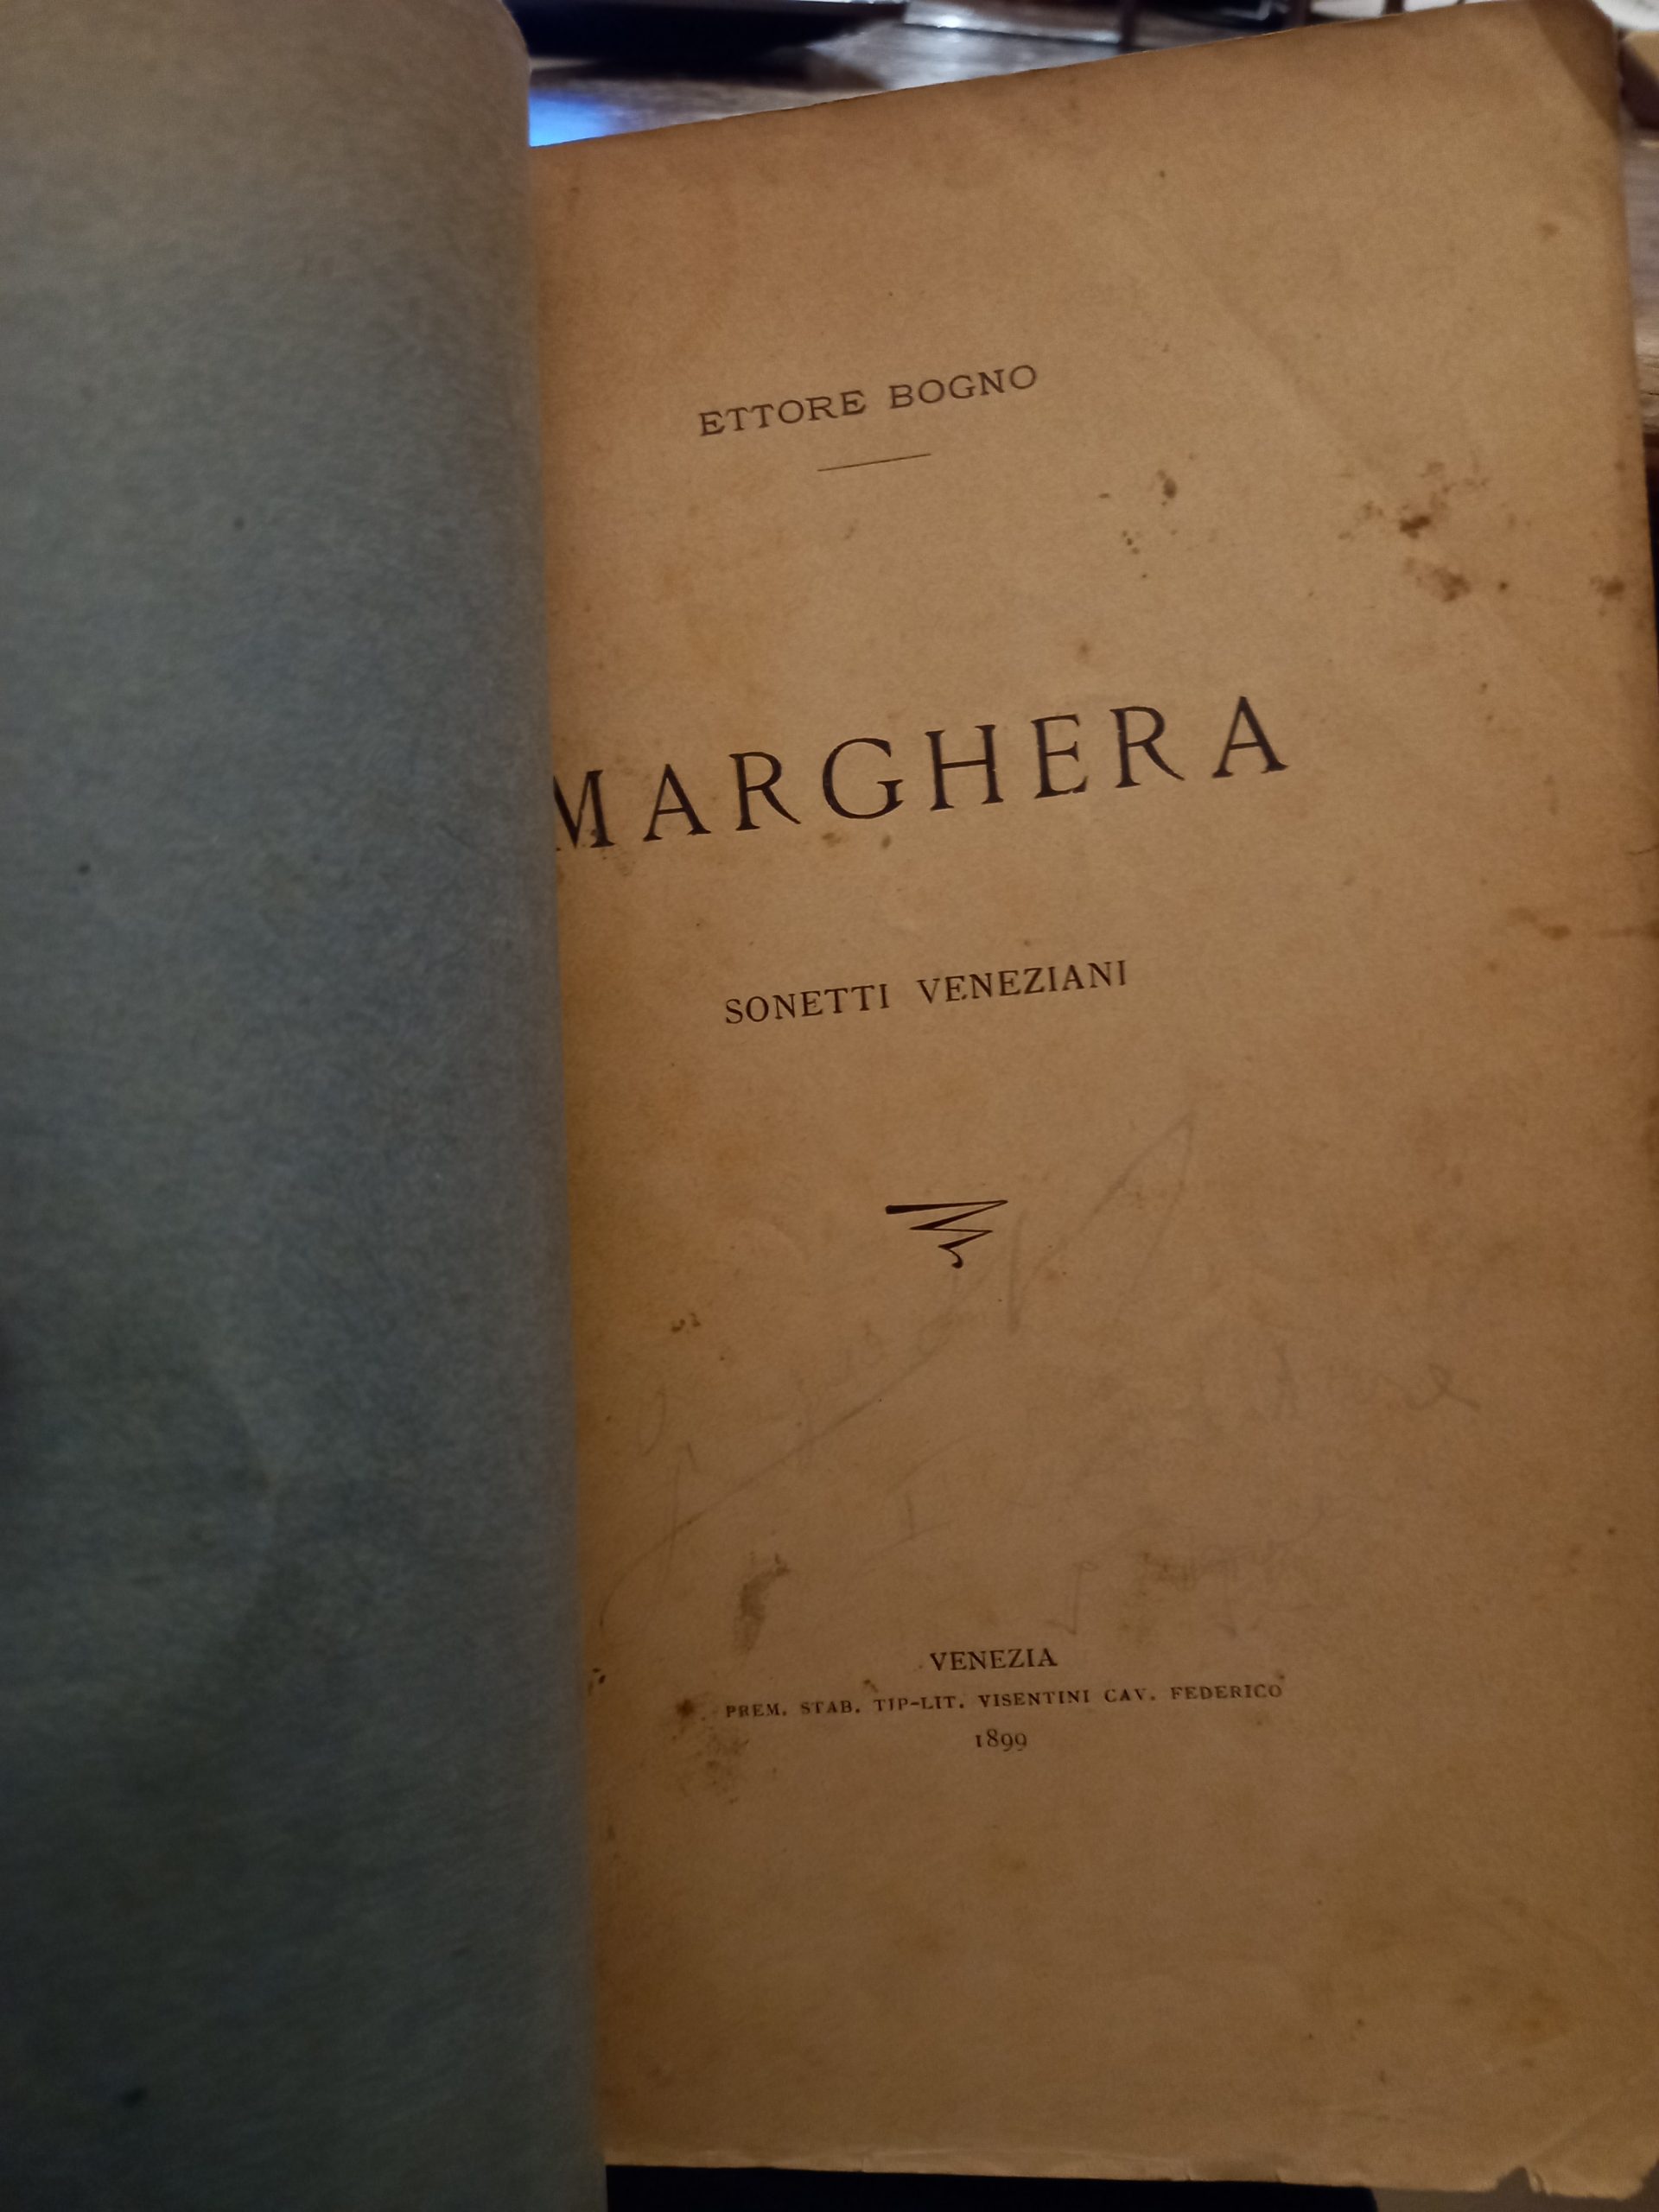 ETTORE BOGNO
MARGHERA
SONETTI VENEZIANI
VENEZIA
PREM. STAB. TIP-LIT. VISENTINI CAV. FEDERICO
1899